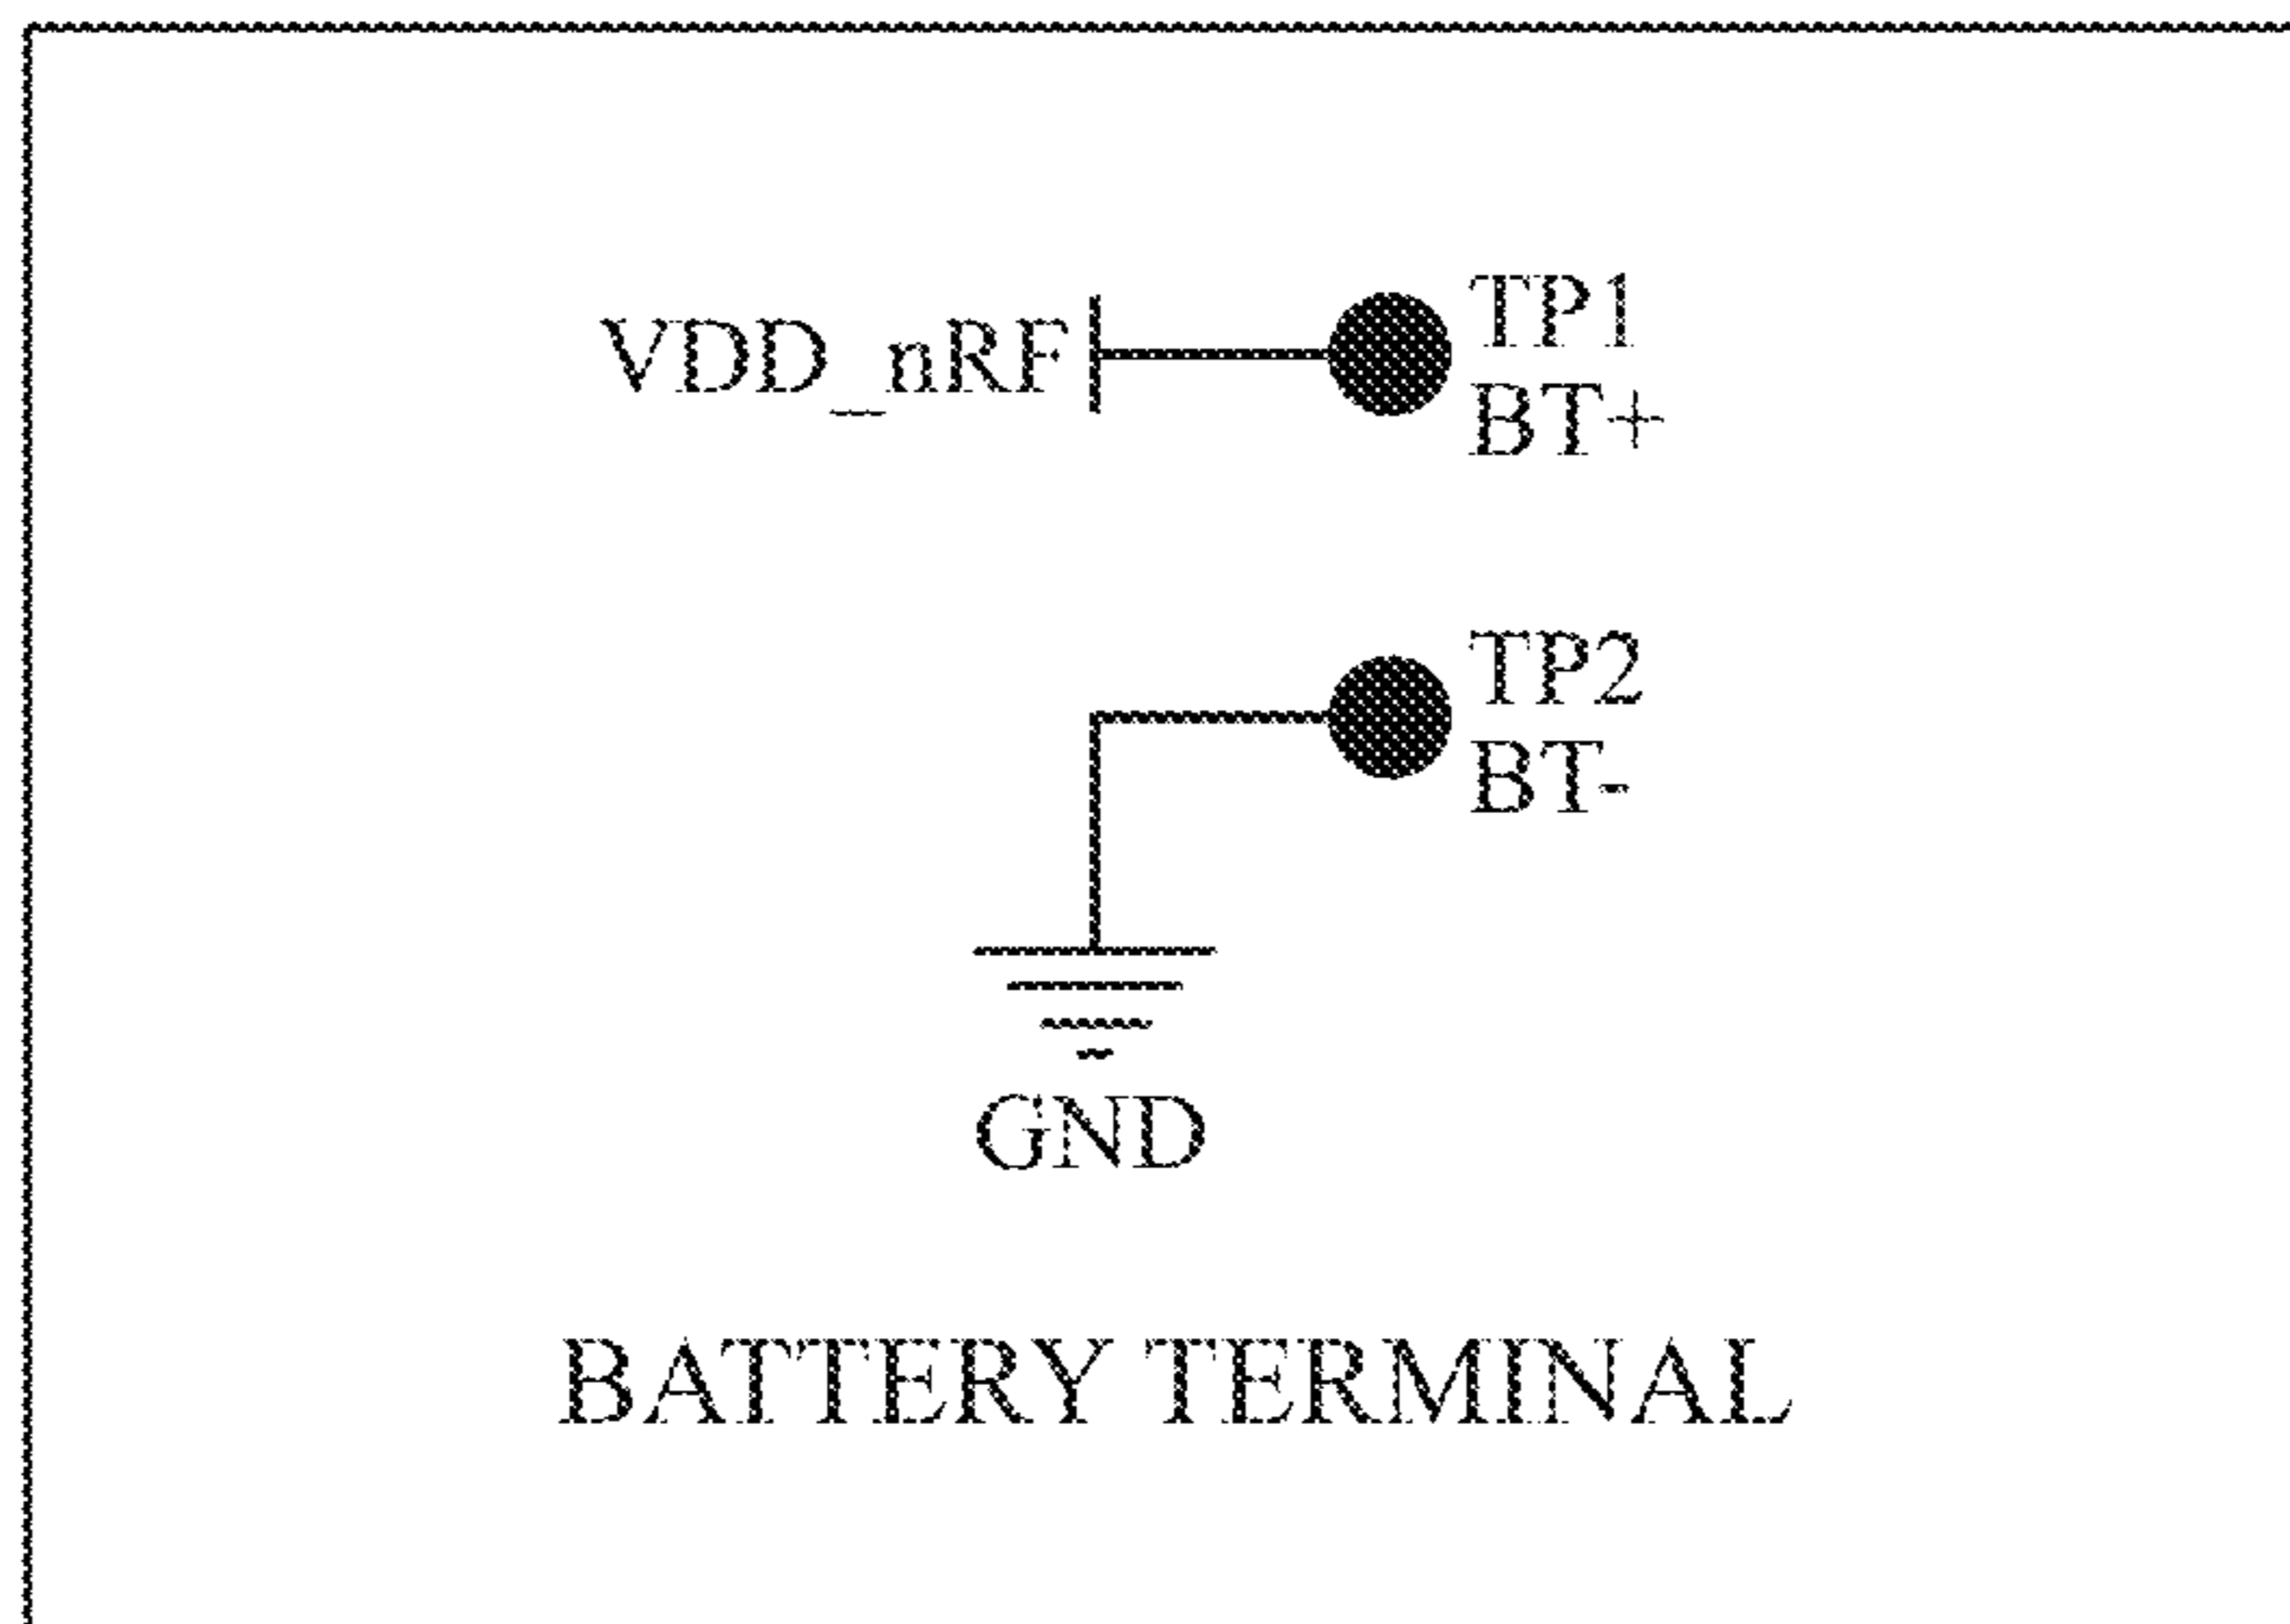 VDD_nRF
TP1
BT+
TP2
BT-
GND
BATTERY TERMINAL